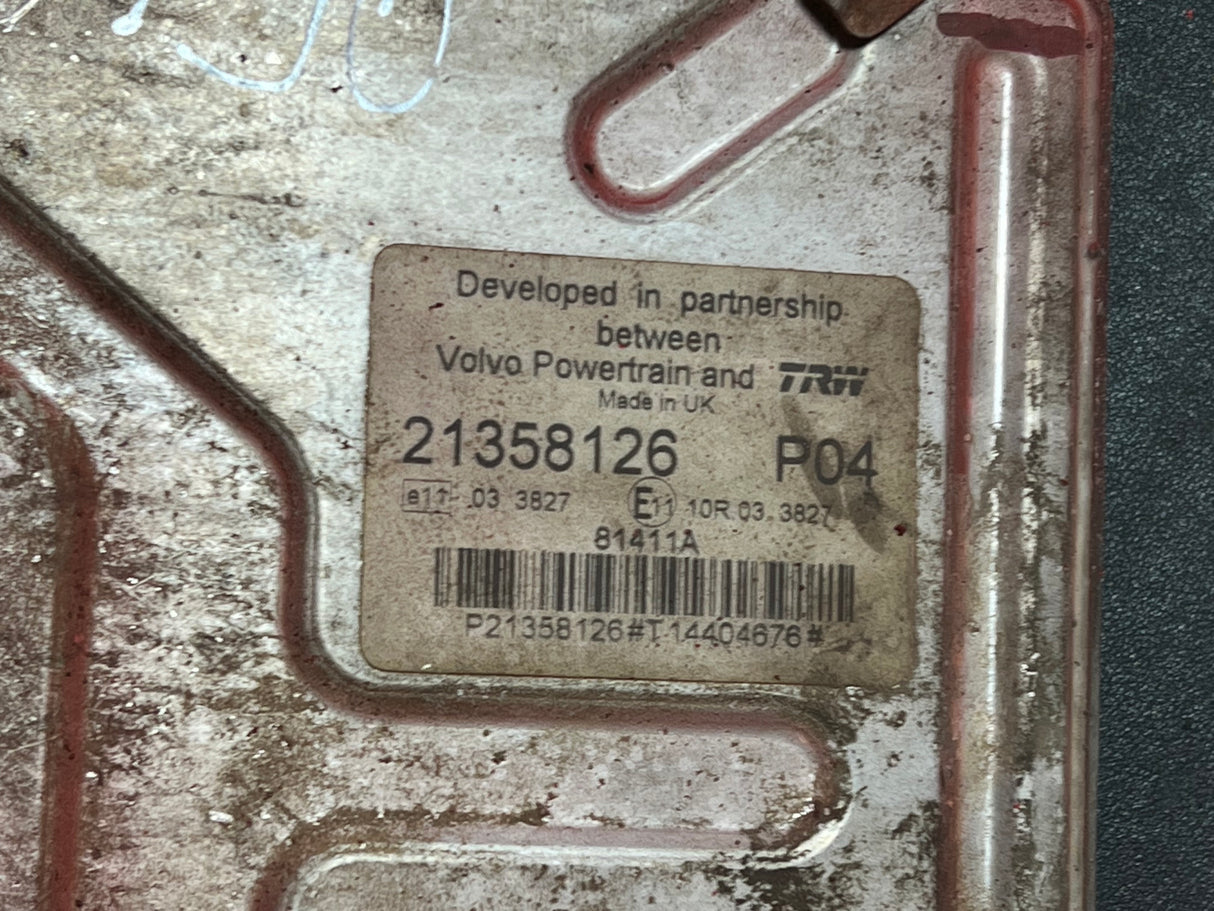 Developed in partnership
between
Volvo Powertrain and TRW
Made in UK
21358126 P04
e11 03 3827 E11 10R 03 3827
81411A
P21358126#T14404676#